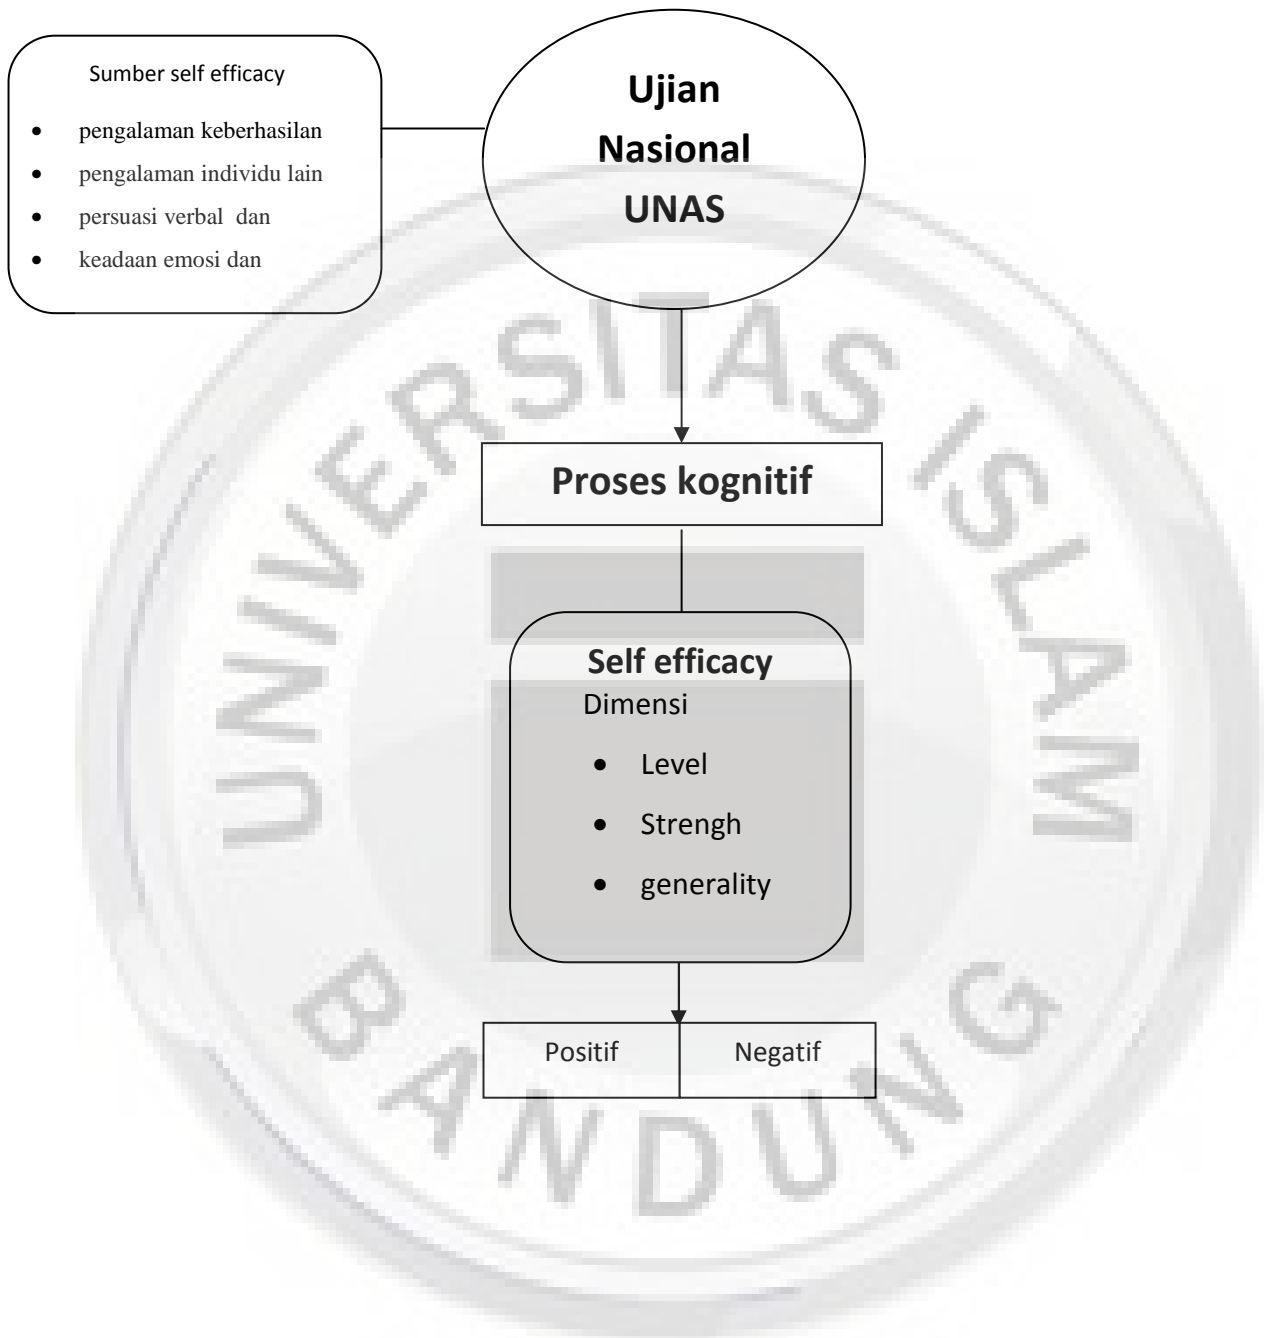 Sumber self efficacy
• pengalaman keberhasilan
• pengalaman individu lain
• persuasi verbal dan
• keadaan emosi dan
Ujian
Nasional
UNAS
Proses kognitif
Self efficacy
Dimensi
• Level
• Strengh
• generality
Positif
Negatif
UNIVERSITAS ISLAM
BANDUNG